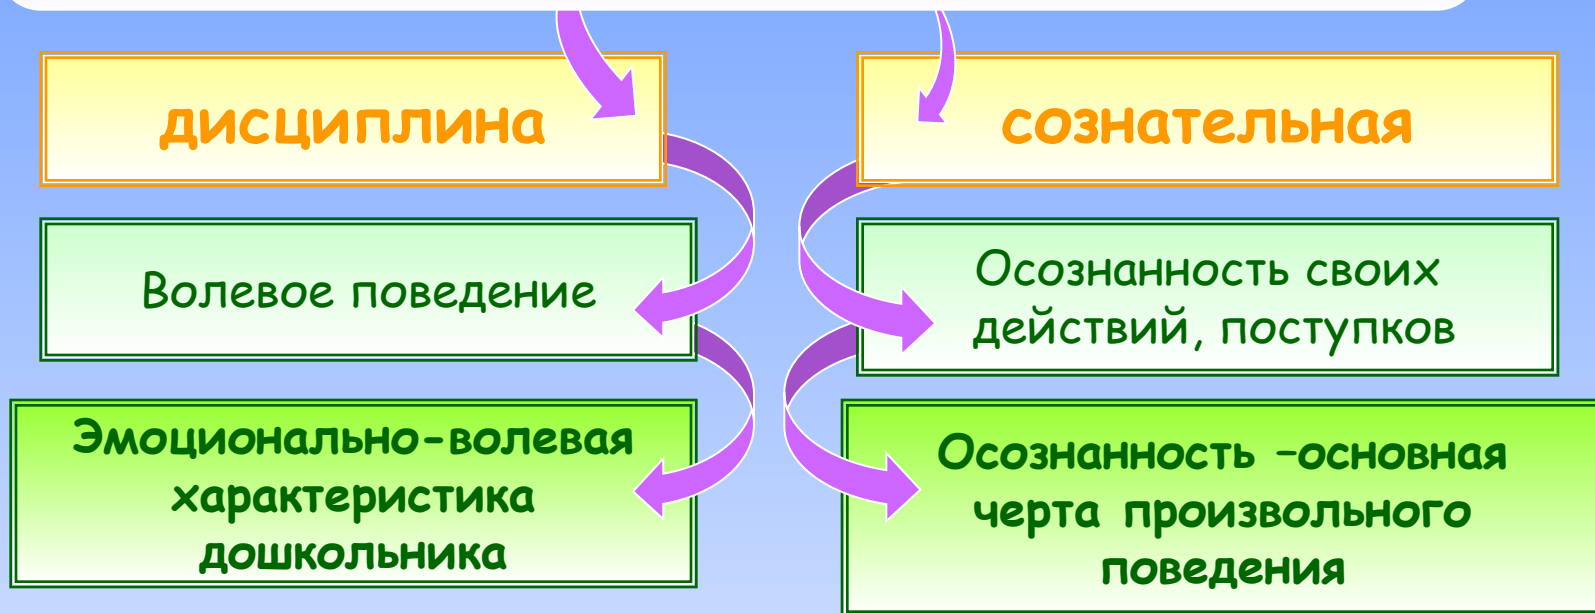 дисциплина
сознательная
Волевое поведение
Осознанность своих
действий, поступков
Эмоционально-волевая
характеристика
дошкольника
Осознанность –основная
черта произвольного
поведения